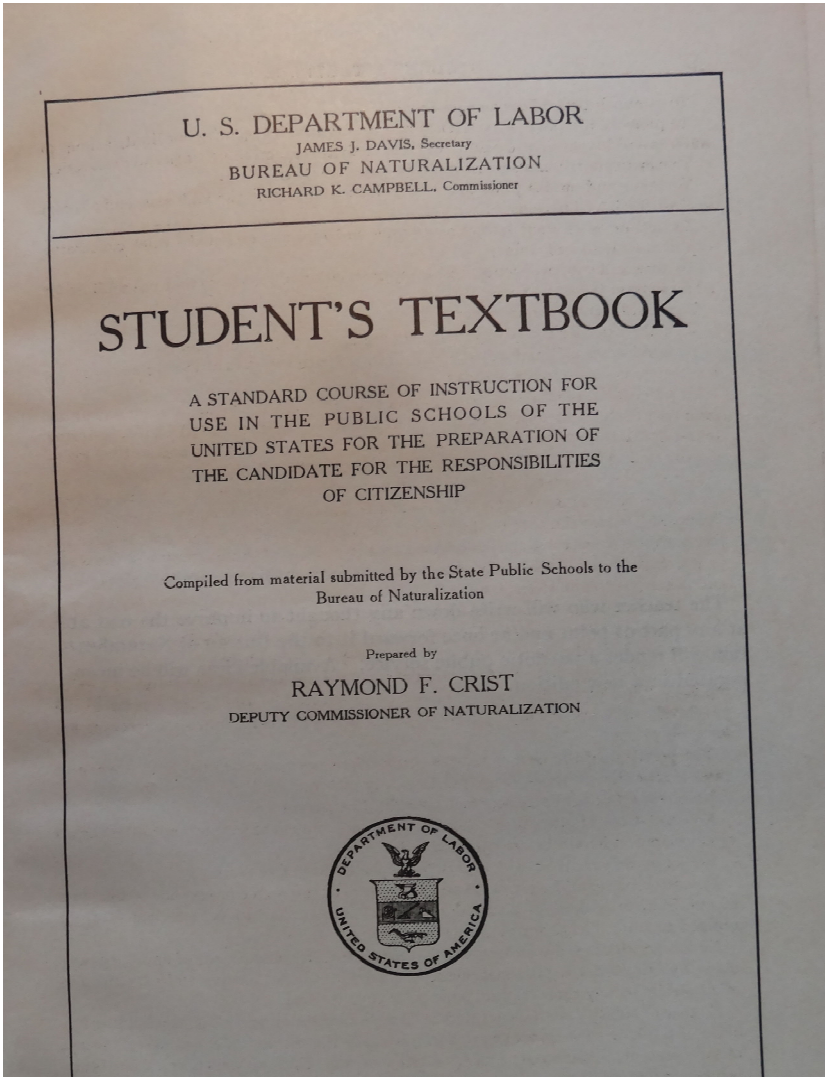 U. S. DEPARTMENT OF LABOR
JAMES J. DAVIS, Secretary
BUREAU OF NATURALIZATION
RICHARD K. CAMPBELL, Commissioner
STUDENT'S TEXTBOOK
A STANDARD COURSE OF INSTRUCTION FOR
USE IN THE PUBLIC SCHOOLS OF THE
UNITED STATES FOR THE PREPARATION OF
THE CANDIDATE FOR THE RESPONSIBILITIES
OF CITIZENSHIP
Compiled from material submitted by the State Public Schools to the
Bureau of Naturalization
Prepared by
RAYMOND F. CRIST
DEPUTY COMMISSIONER OF NATURALIZATION
DEPARTMENT OF LABOR
UNITED STATES OF AMERICA